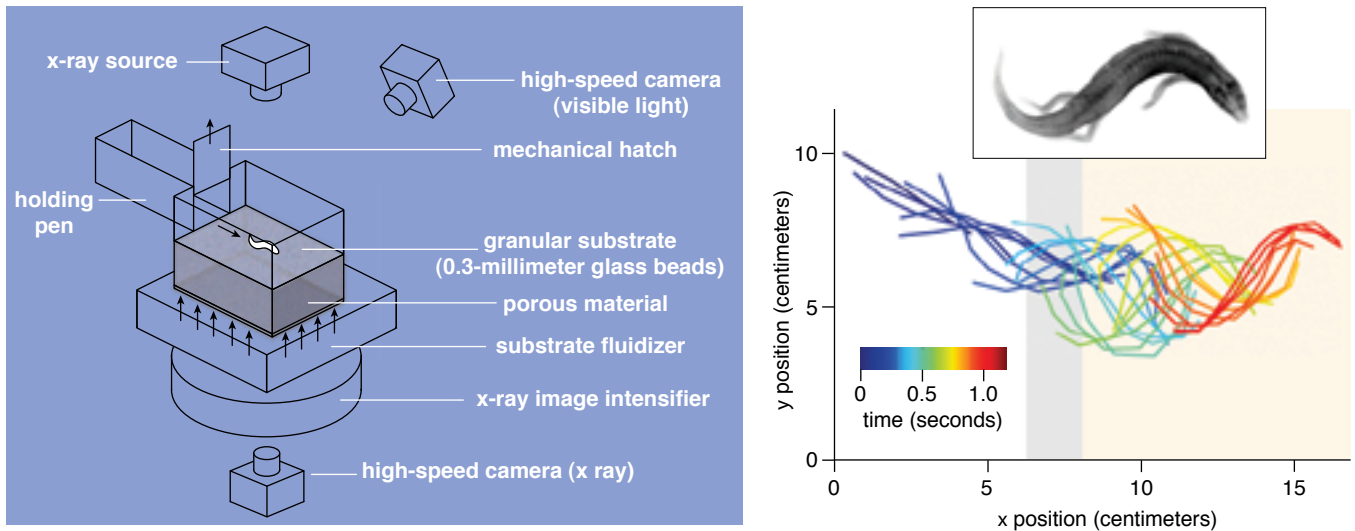 x-ray source
high-speed camera
(visible light)
mechanical hatch
holding
pen
granular substrate
(0.3-millimeter glass beads)
porous material
substrate fluidizer
x-ray image intensifier
high-speed camera (x ray)
y position (centimeters)
10
5
0
0 0.5 1.0
time (seconds)
0 5 10 15
x position (centimeters)